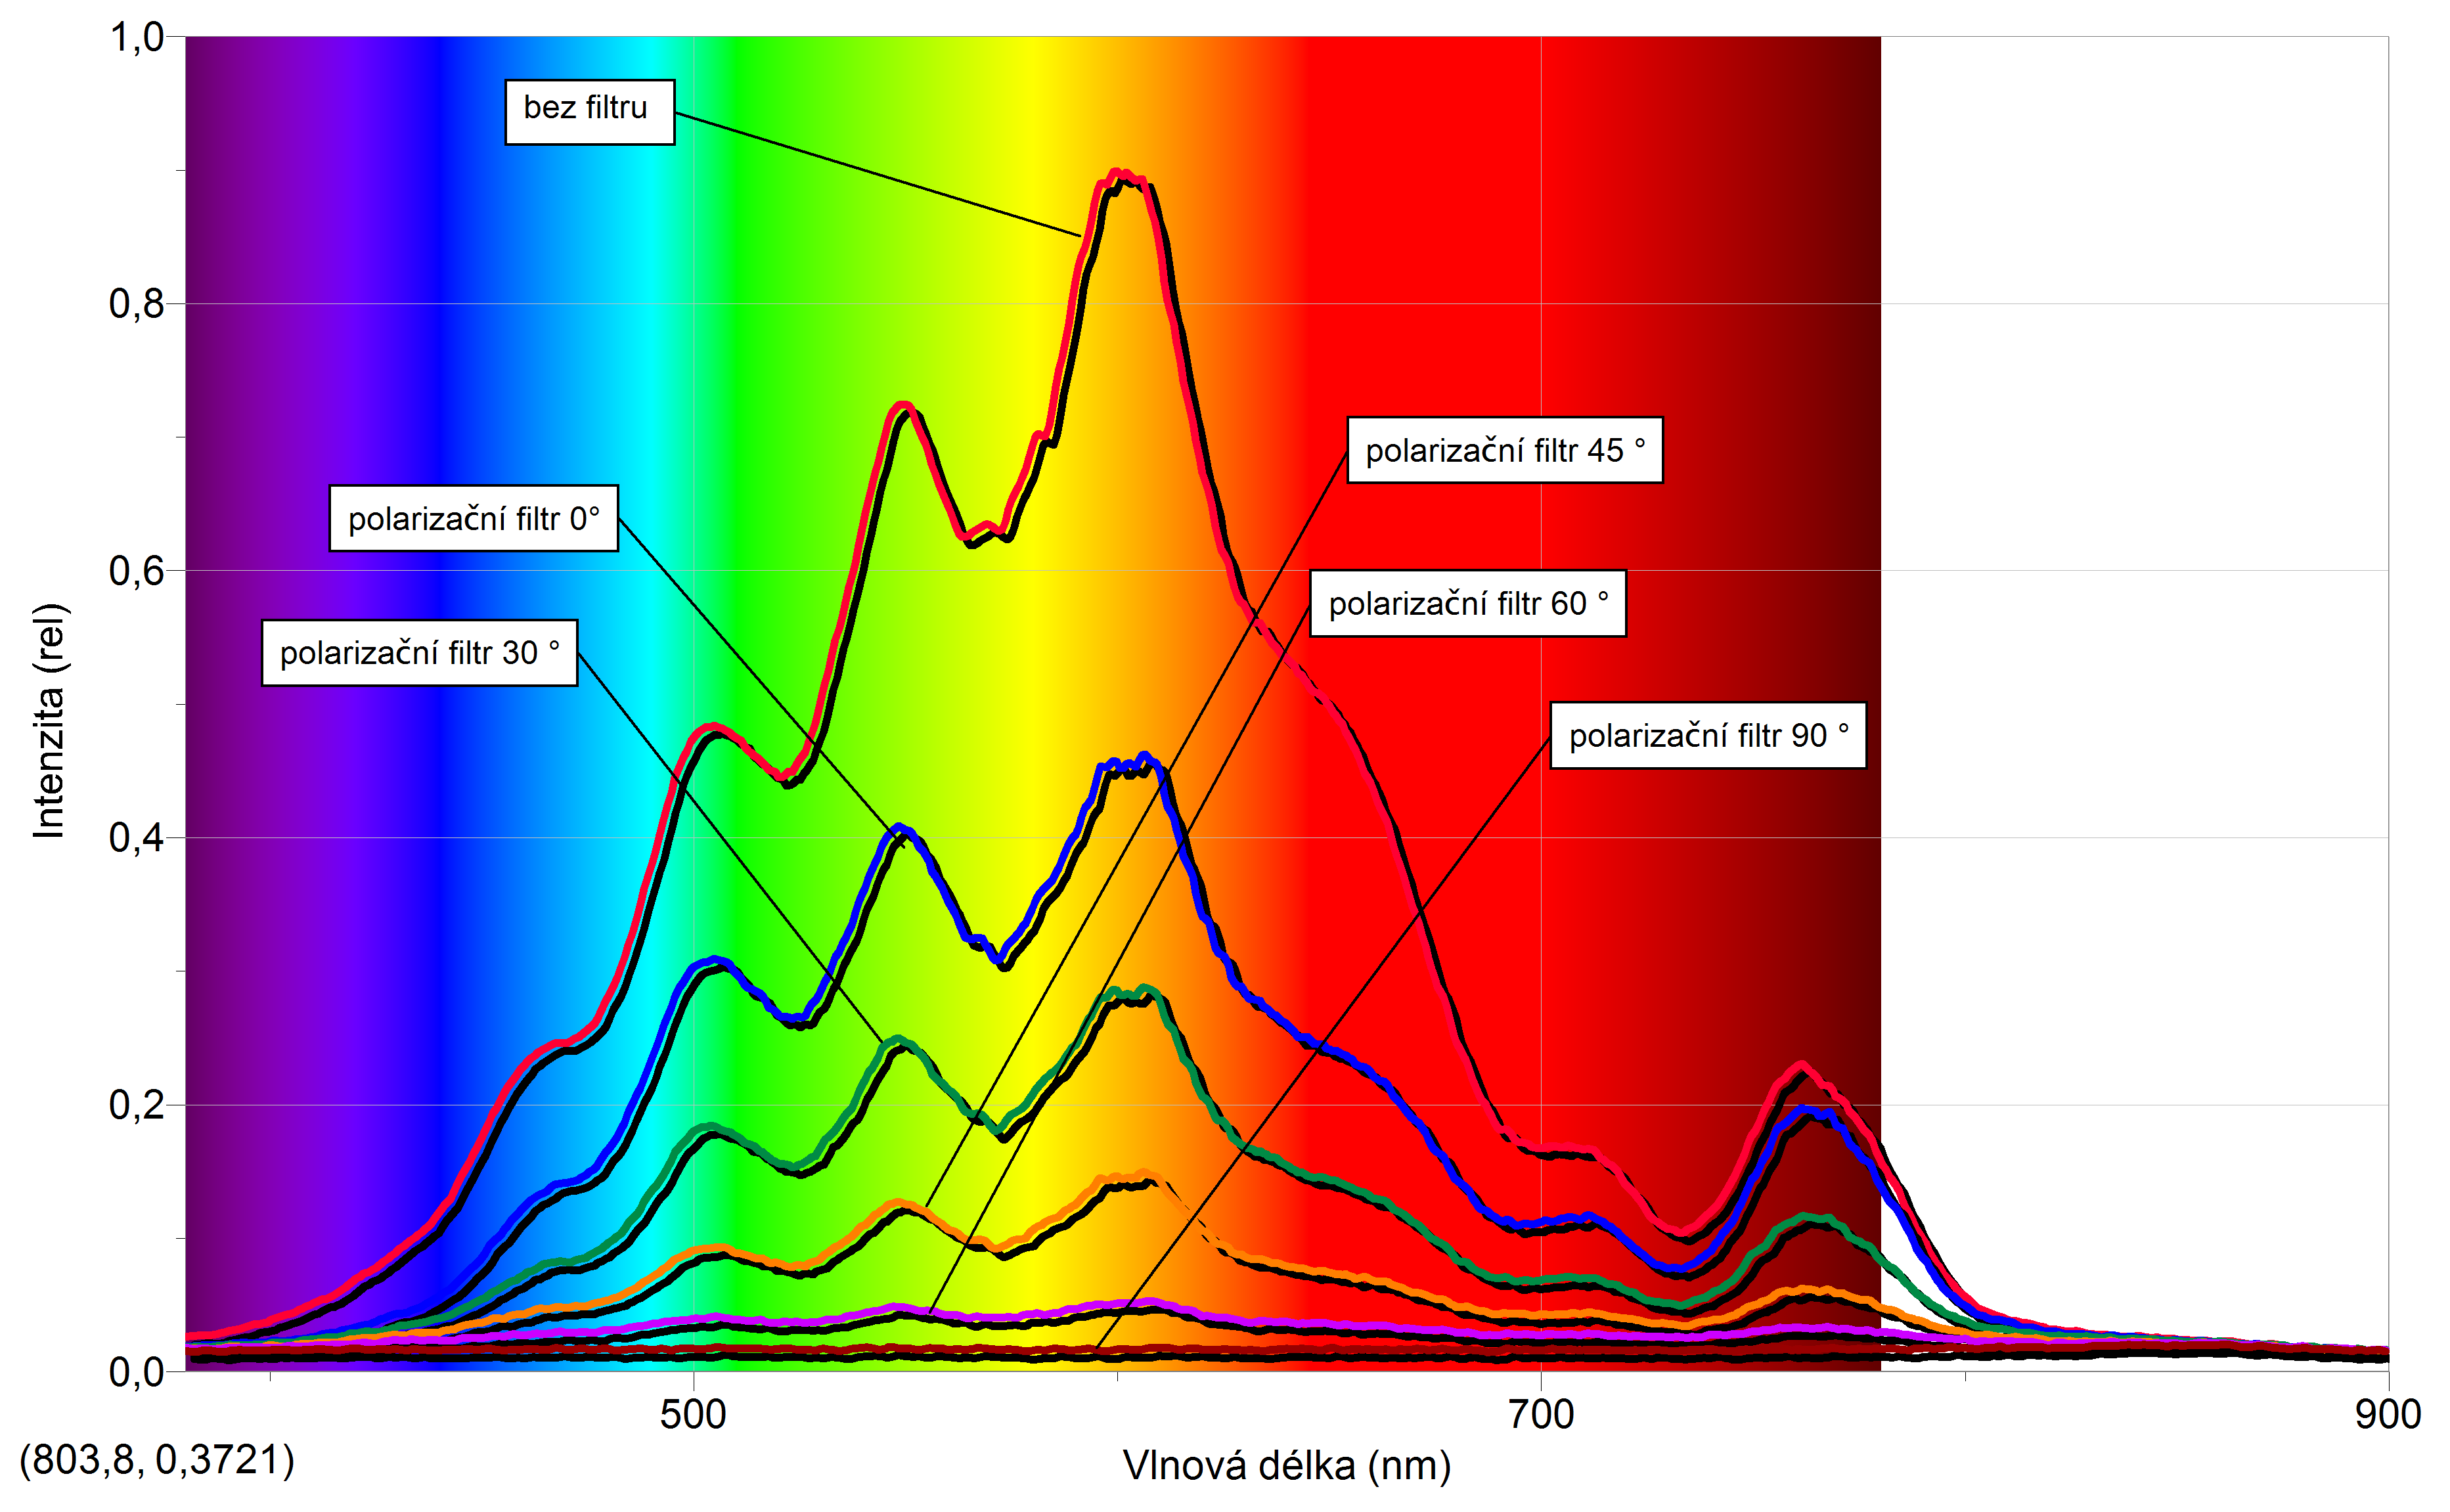 1,0
bez filtru
0,8
polarizační filtr 45 °
polarizační filtr 0°
0,6
polarizační filtr 60 °
polarizační filtr 30 °
Intenzita (rel)
polarizační filtr 90 °
0,4
0,2
0,0
500
700
900
(803,8, 0,3721)
Vlnová délka (nm)